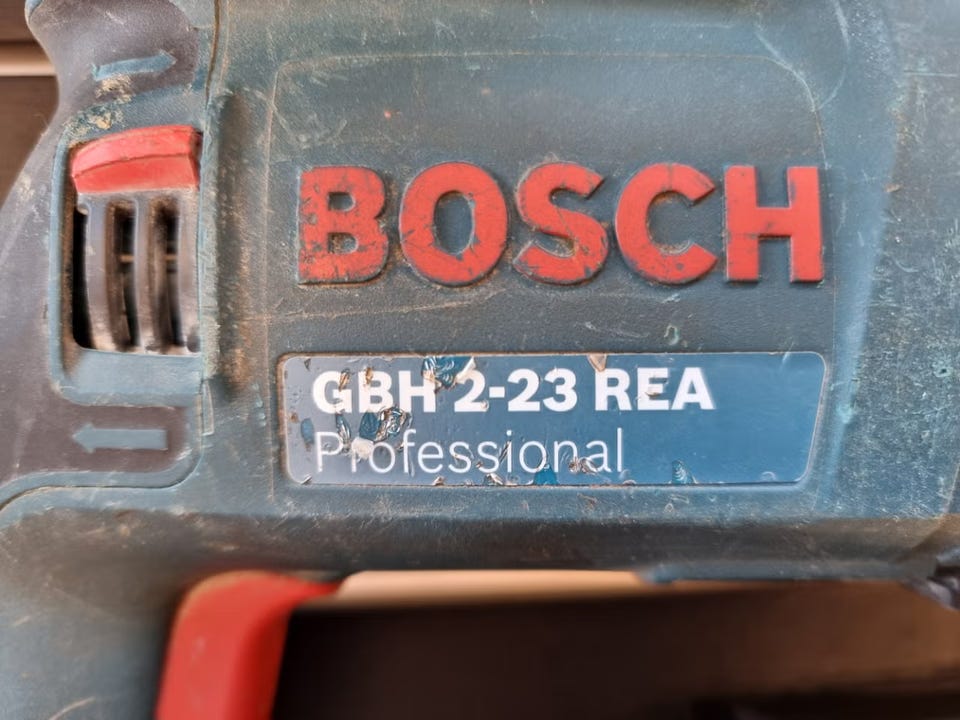 BOSCH
GBH 2-23 REA
Professional